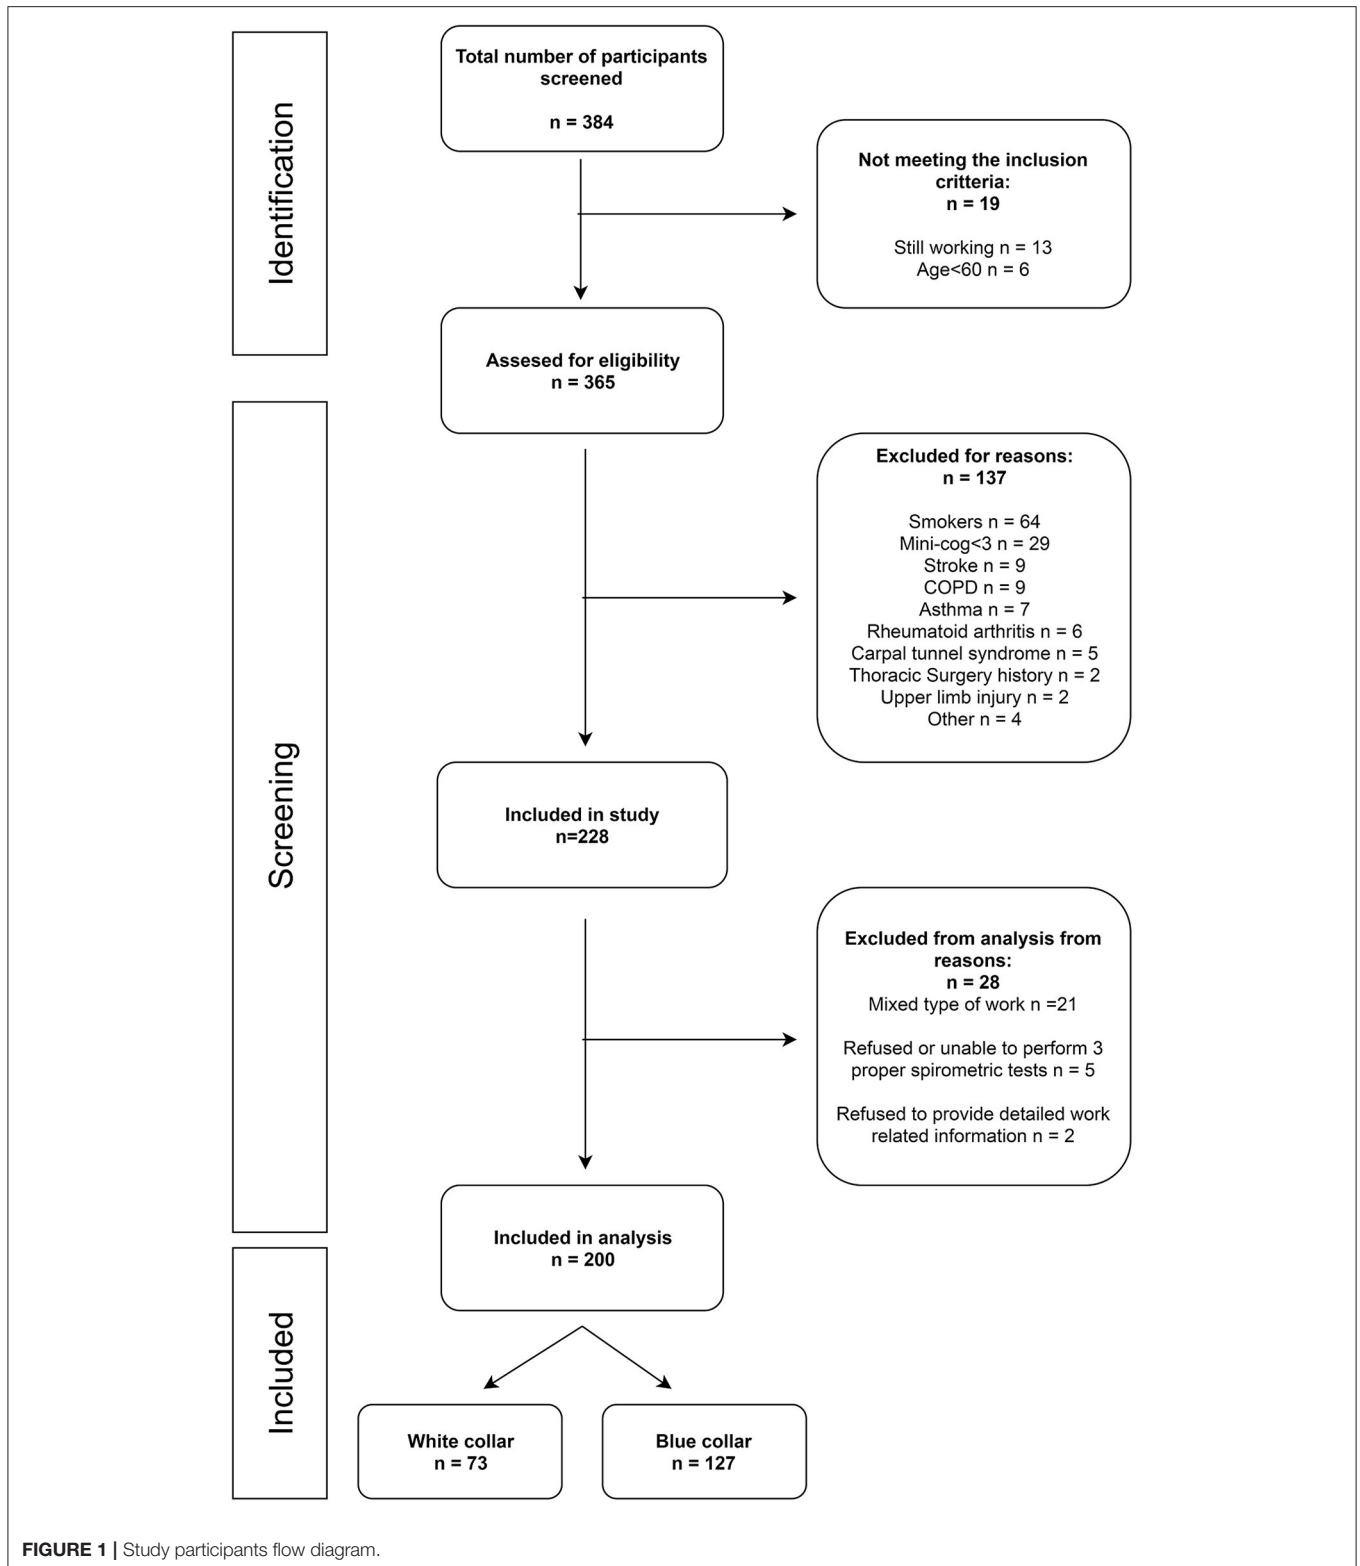 Identification
Total number of participants
screened
n = 384
Not meeting the inclusion
critteria:
n = 19
Still working n = 13
Age<60 n = 6
Assesed for eligibility
n = 365
Screening
Excluded for reasons:
n = 137
Smokers n = 64
Mini-cog<3 n = 29
Stroke n = 9
COPD n = 9
Asthma n = 7
Rheumatoid arthritis n = 6
Carpal tunnel syndrome n = 5
Thoracic Surgery history n = 2
Upper limb injury n = 2
Other n = 4
Included in study
n=228
Excluded from analysis from
reasons:
n = 28
Mixed type of work n =21
Refused or unable to perform 3
proper spirometric tests n = 5
Refused to provide detailed work
related information n = 2
Included in analysis
n = 200
Included
White collar
n = 73
Blue collar
n = 127
FIGURE 1 | Study participants flow diagram.